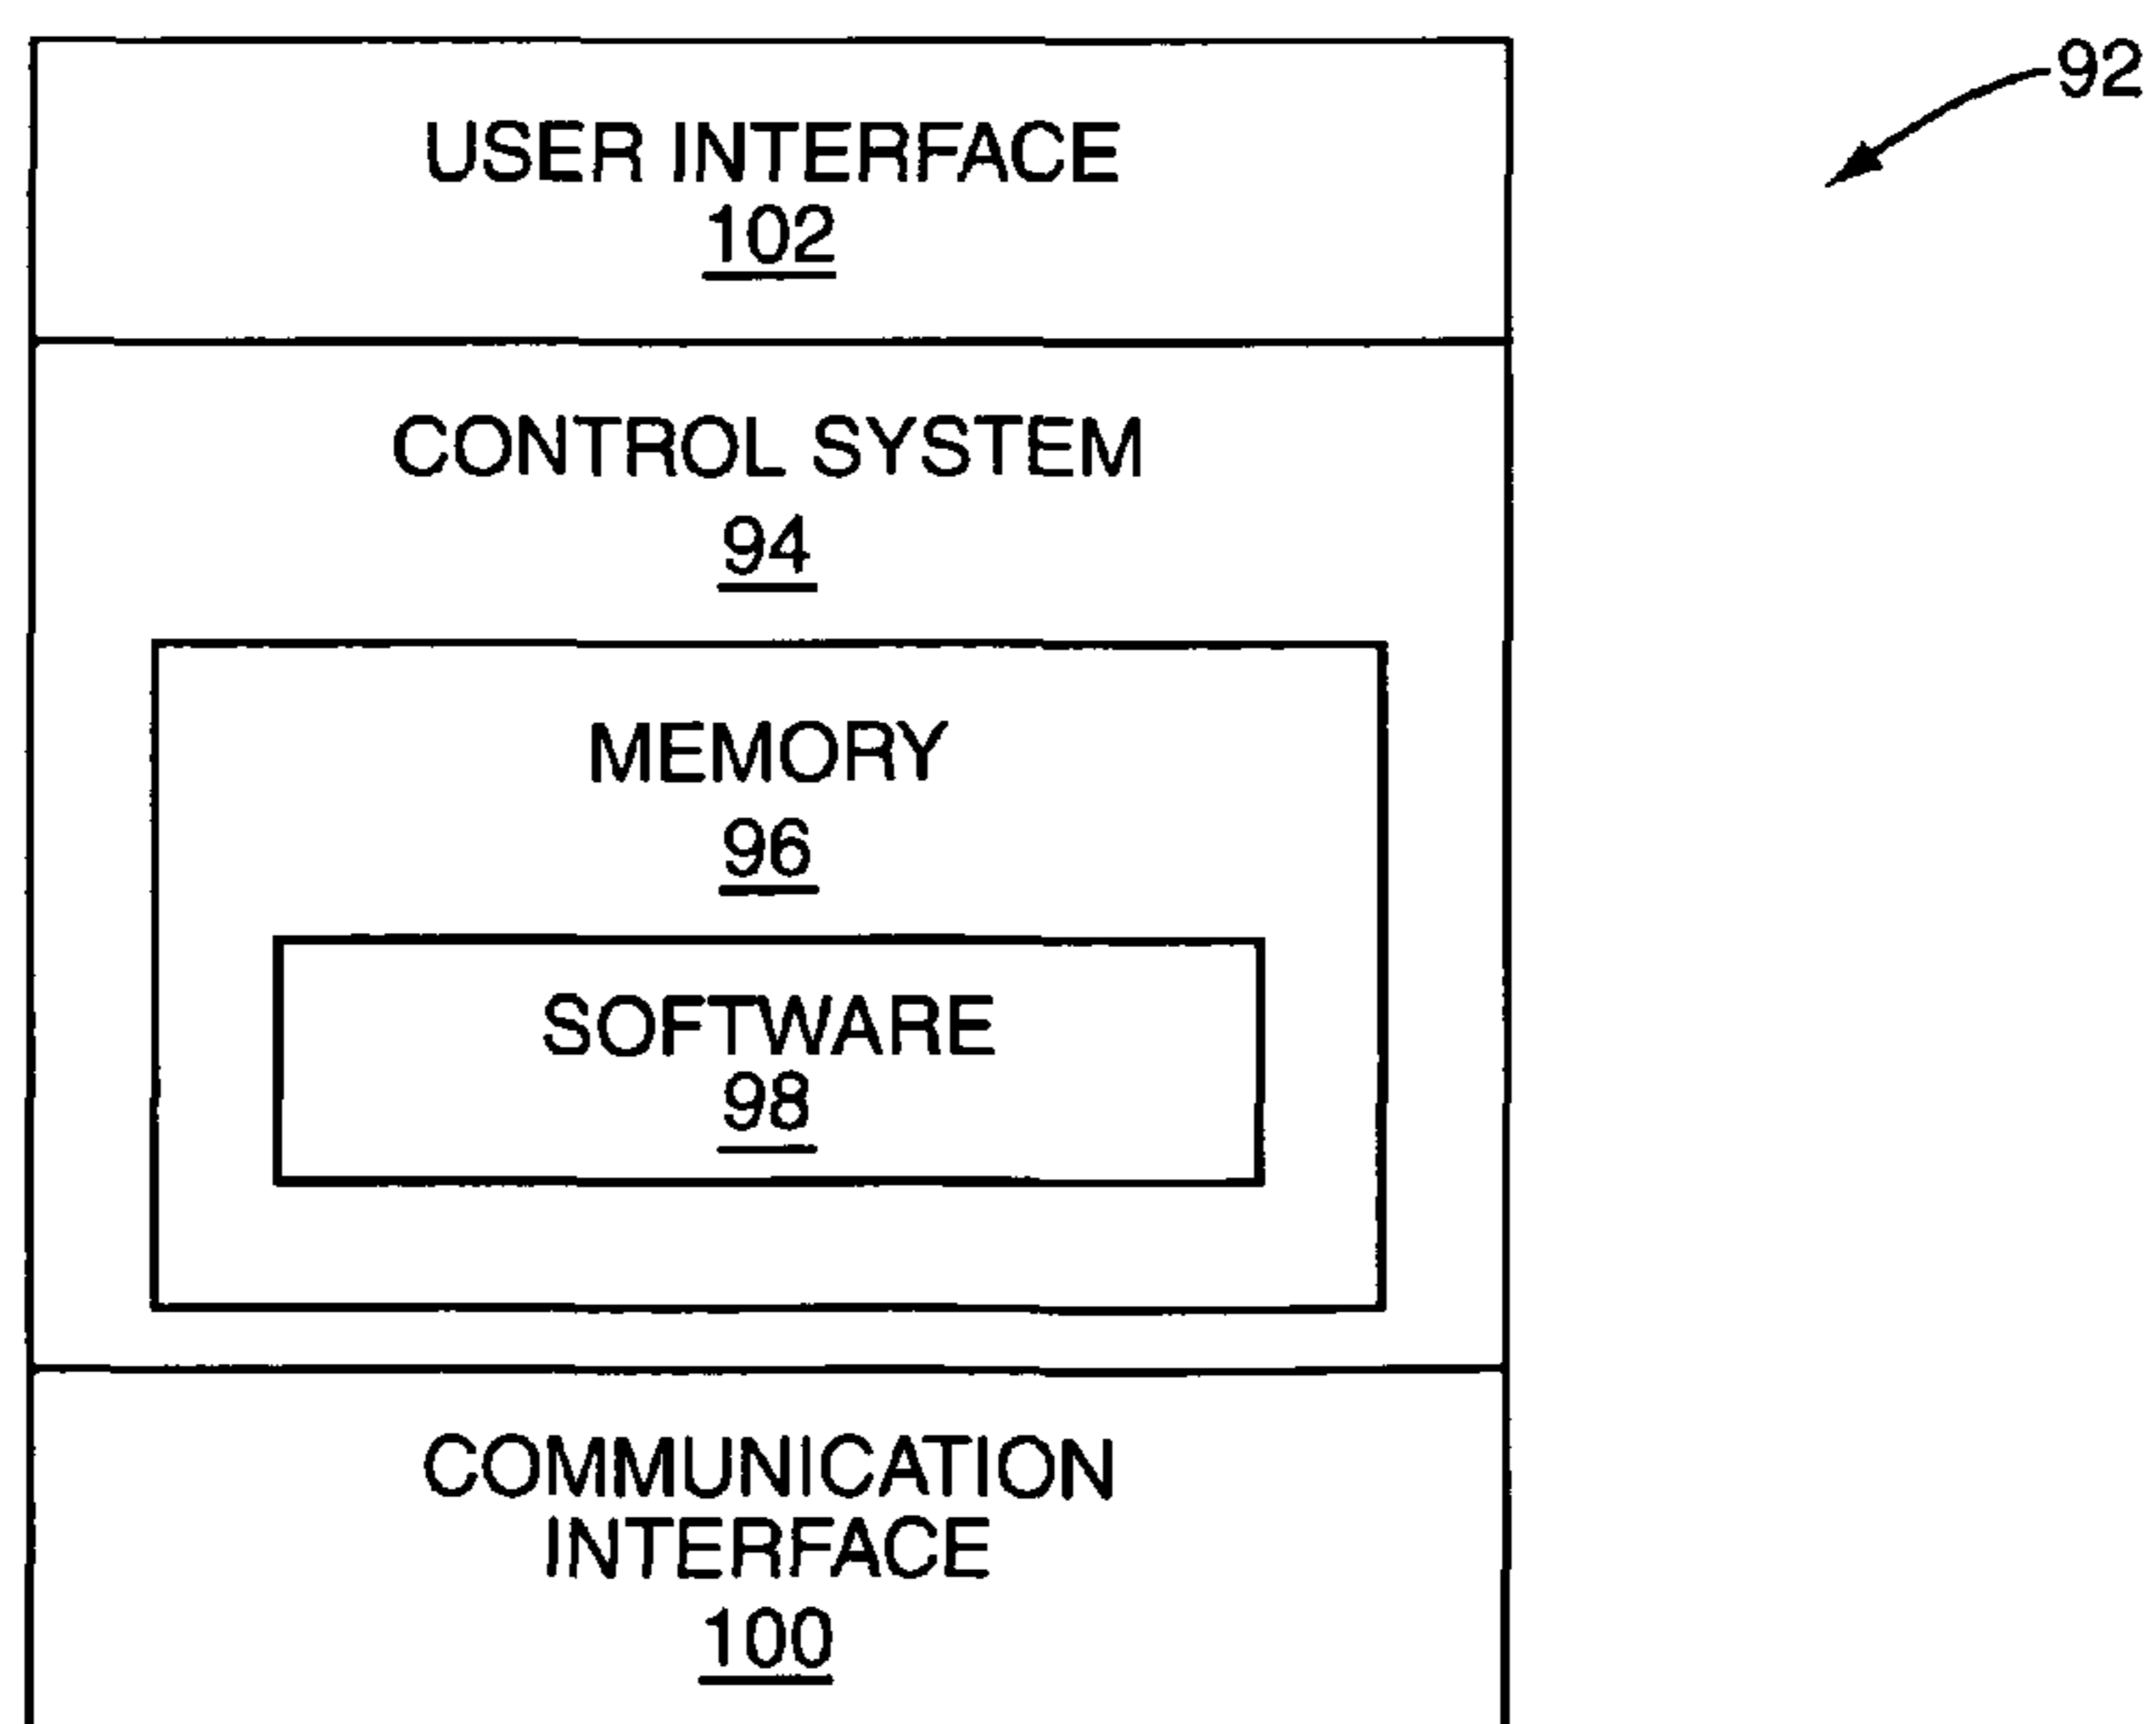 92
USER INTERFACE
102
CONTROL SYSTEM
94
MEMORY
96
SOFTWARE
98
COMMUNICATION
INTERFACE
100